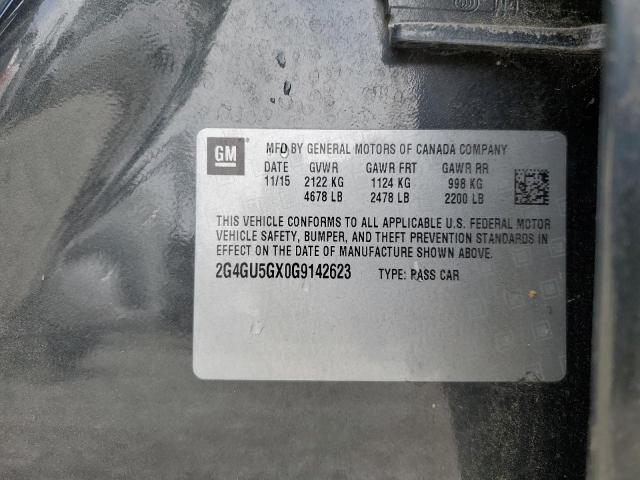 GM
MFD BY GENERAL MOTORS OF CANADA COMPANY
DATE GVWR GAWR FRT GAWR RR
11/15 2122 KG 1124 KG 998 KG
4678 LB 2478 LB 2200 LB
THIS VEHICLE CONFORMS TO ALL APPLICABLE U.S. FEDERAL MOTOR
VEHICLE SAFETY, BUMPER, AND THEFT PREVENTION STANDARDS IN
EFFECT ON THE DATE OF MANUFACTURE SHOWN ABOVE.
2G4GU5GX0G9142623 TYPE: PASS CAR